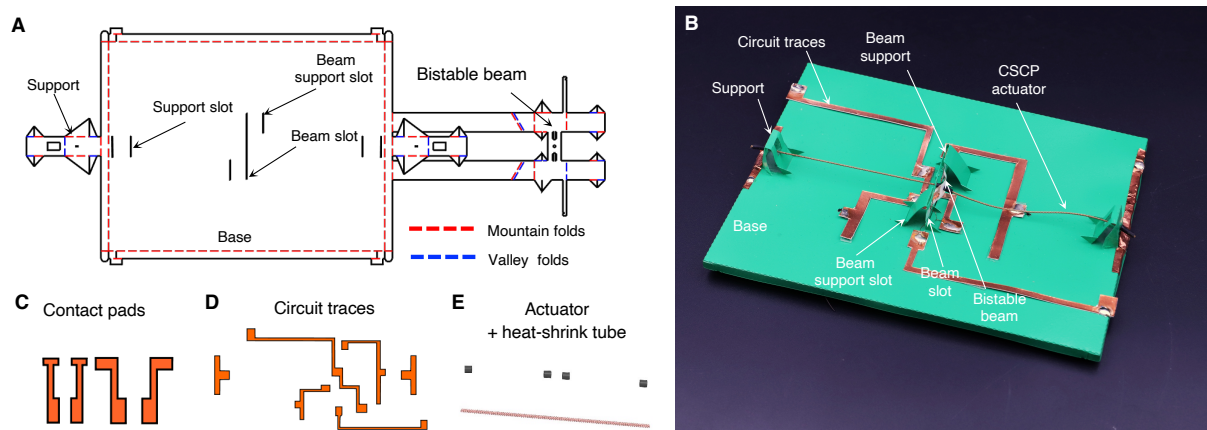 A
Support
Support slot
Beam
support slot
Beam slot
Bistable beam
Base
Mountain folds
Valley folds
B
Circuit traces
Beam
support
CSCP
actuator
Support
Base
Beam
support slot
Beam
slot
Bistable
beam
C
Contact pads
D
Circuit traces
E
Actuator
+ heat-shrink tube